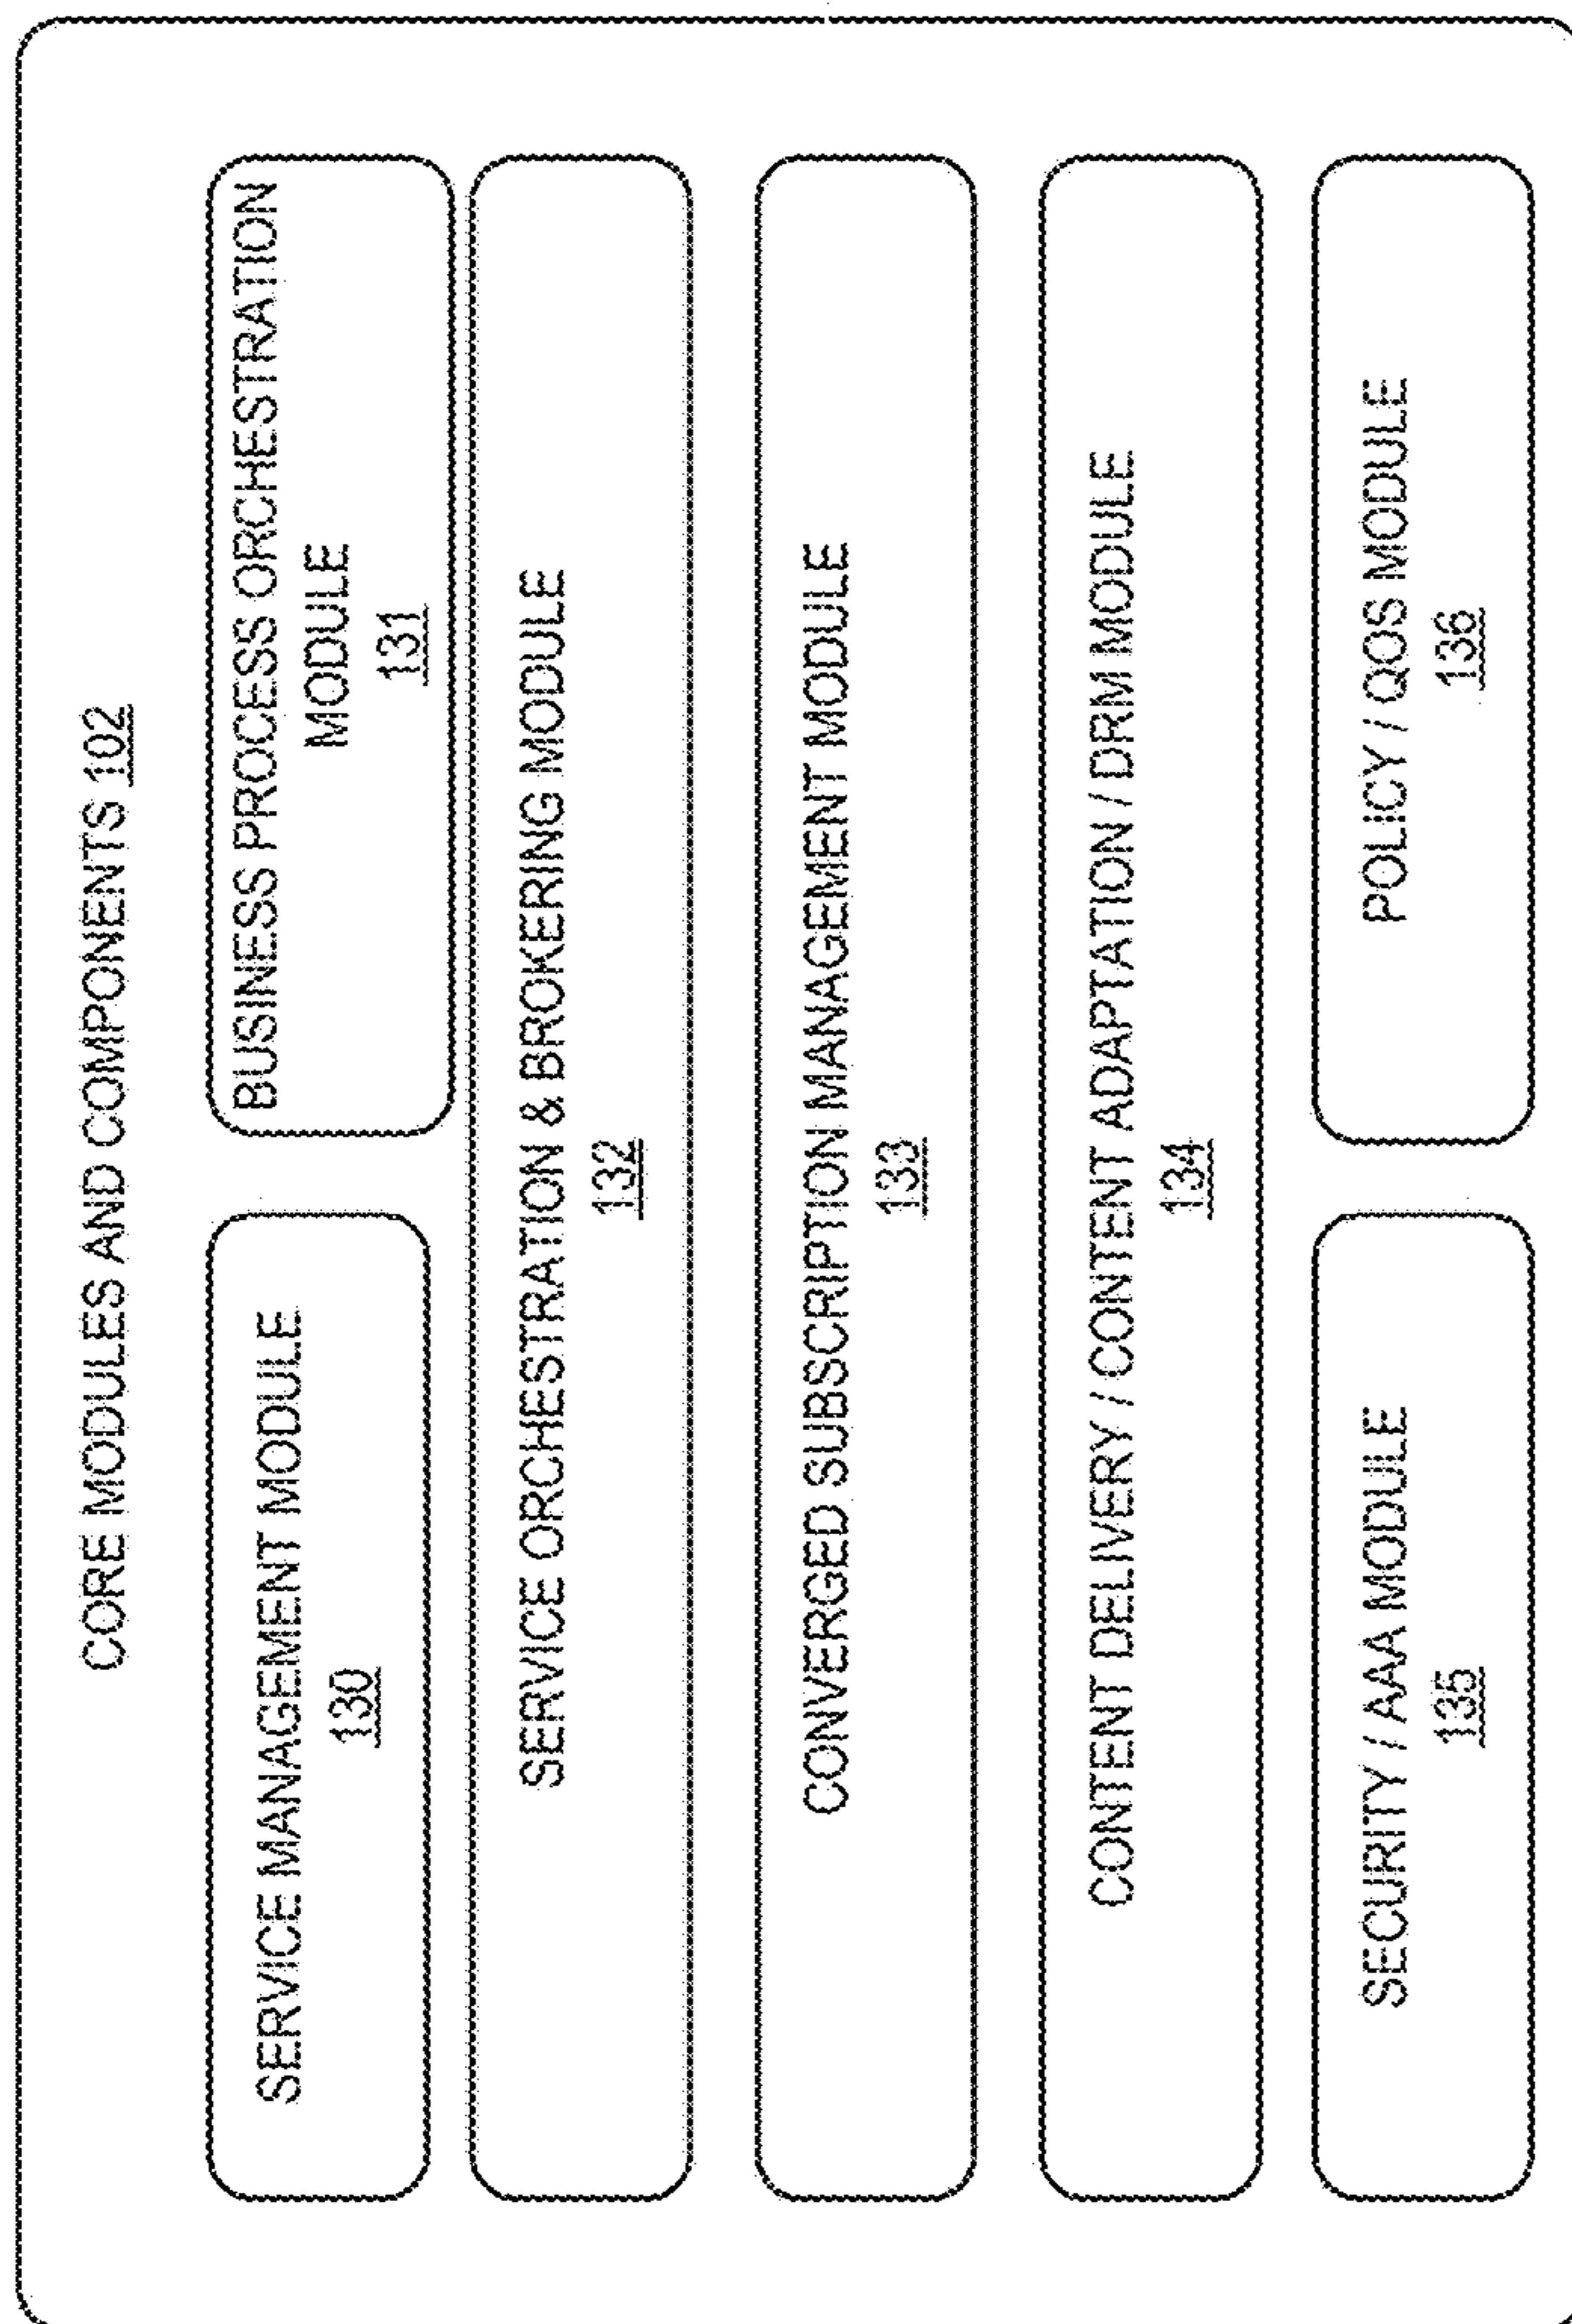 CORE MODULES AND COMPONENTS 102
SERVICE MANAGEMENT MODULE
130
BUSINESS PROCESS ORCHESTRATION
MODULE
131
SERVICE ORCHESTRATION & BROKERING MODULE
132
CONVERGED SUBSCRIPTION MANAGEMENT MODULE
133
CONTENT DELIVERY / CONTENT ADAPTATION / DRM MODULE
134
SECURITY / AAA MODULE
135
POLICY / QOS MODULE
136